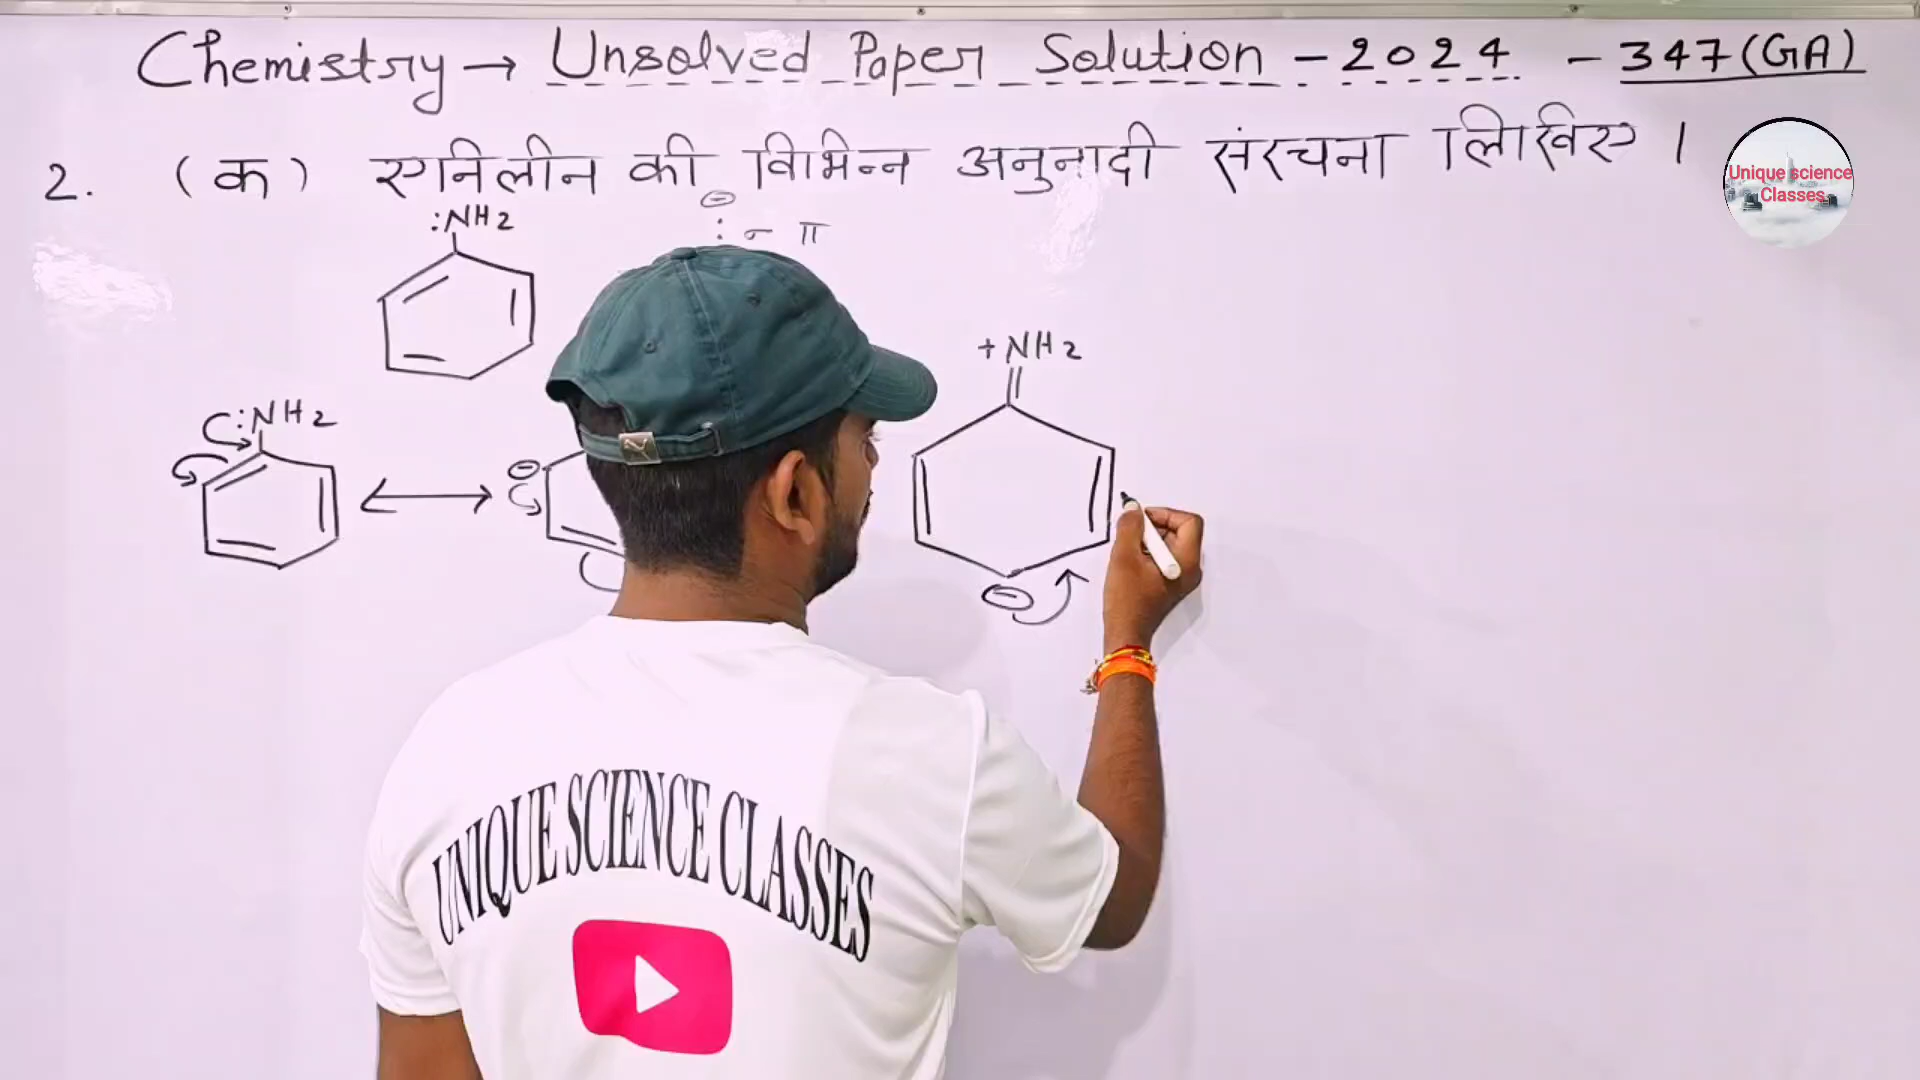 Chemistry → Unsolved Paper Solution - 2024 - 347(GA)
2. (क) एनिलीन की विभिन्न अनुनादी संरचना लिखिए ।
Unique science
Classes
:NH2
⊖
: σ π
+NH2
:NH2
⊖
⊖
UNIQUE SCIENCE CLASSES